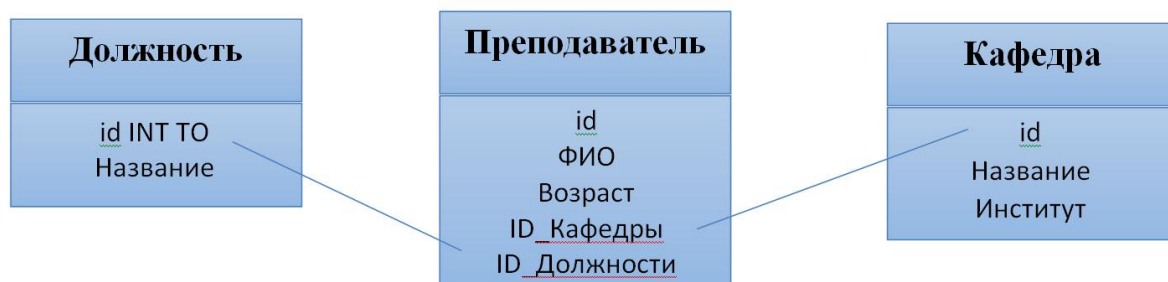 Должность
id INT TO
Название
Преподаватель
id
ФИО
Возраст
ID_Кафедры
ID_Должности
Кафедра
id
Название
Институт